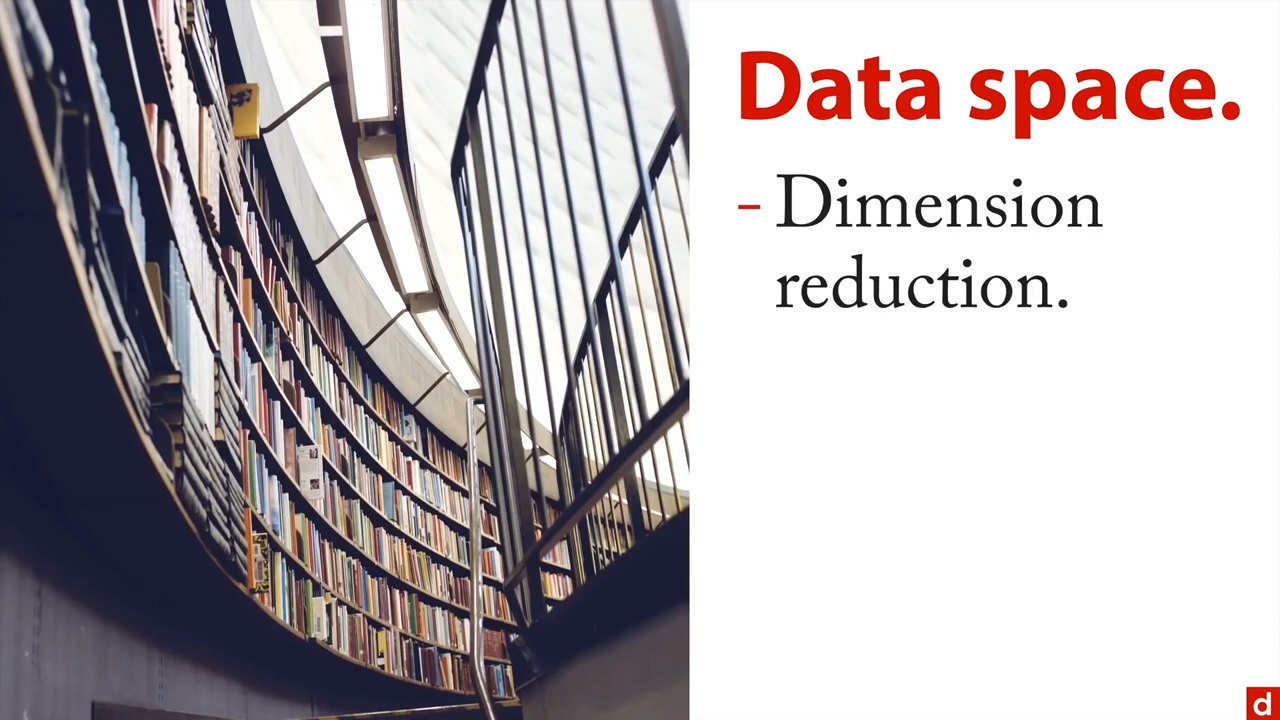 Data space.
- Dimension
reduction.
d